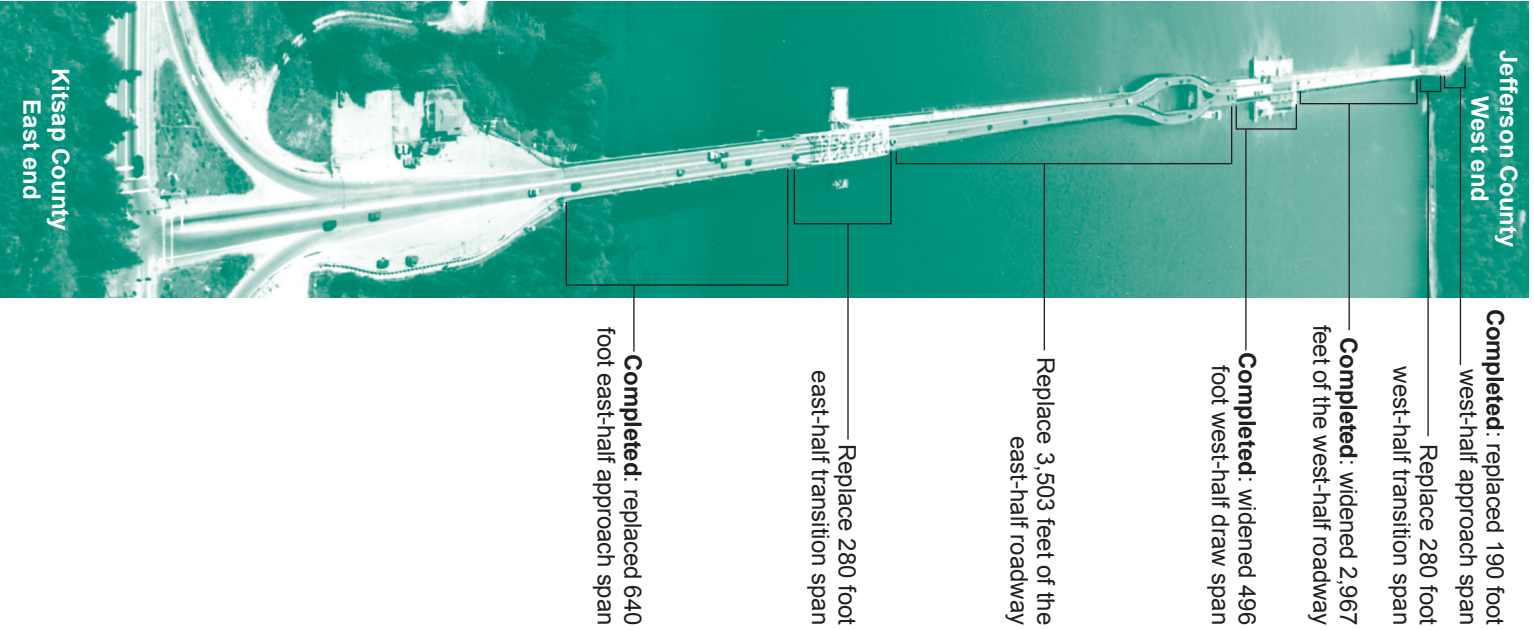 Jefferson County
West end
Completed: replaced 190 foot
west-half approach span
Replace 280 foot
west-half transition span
Completed: widened 2,967
feet of the west-half roadway
Completed: widened 496
foot west-half draw span
Replace 3,503 feet of the
east-half roadway
Replace 280 foot
east-half transition span
Completed: replaced 640
foot east-half approach span
Kitsap County
East end